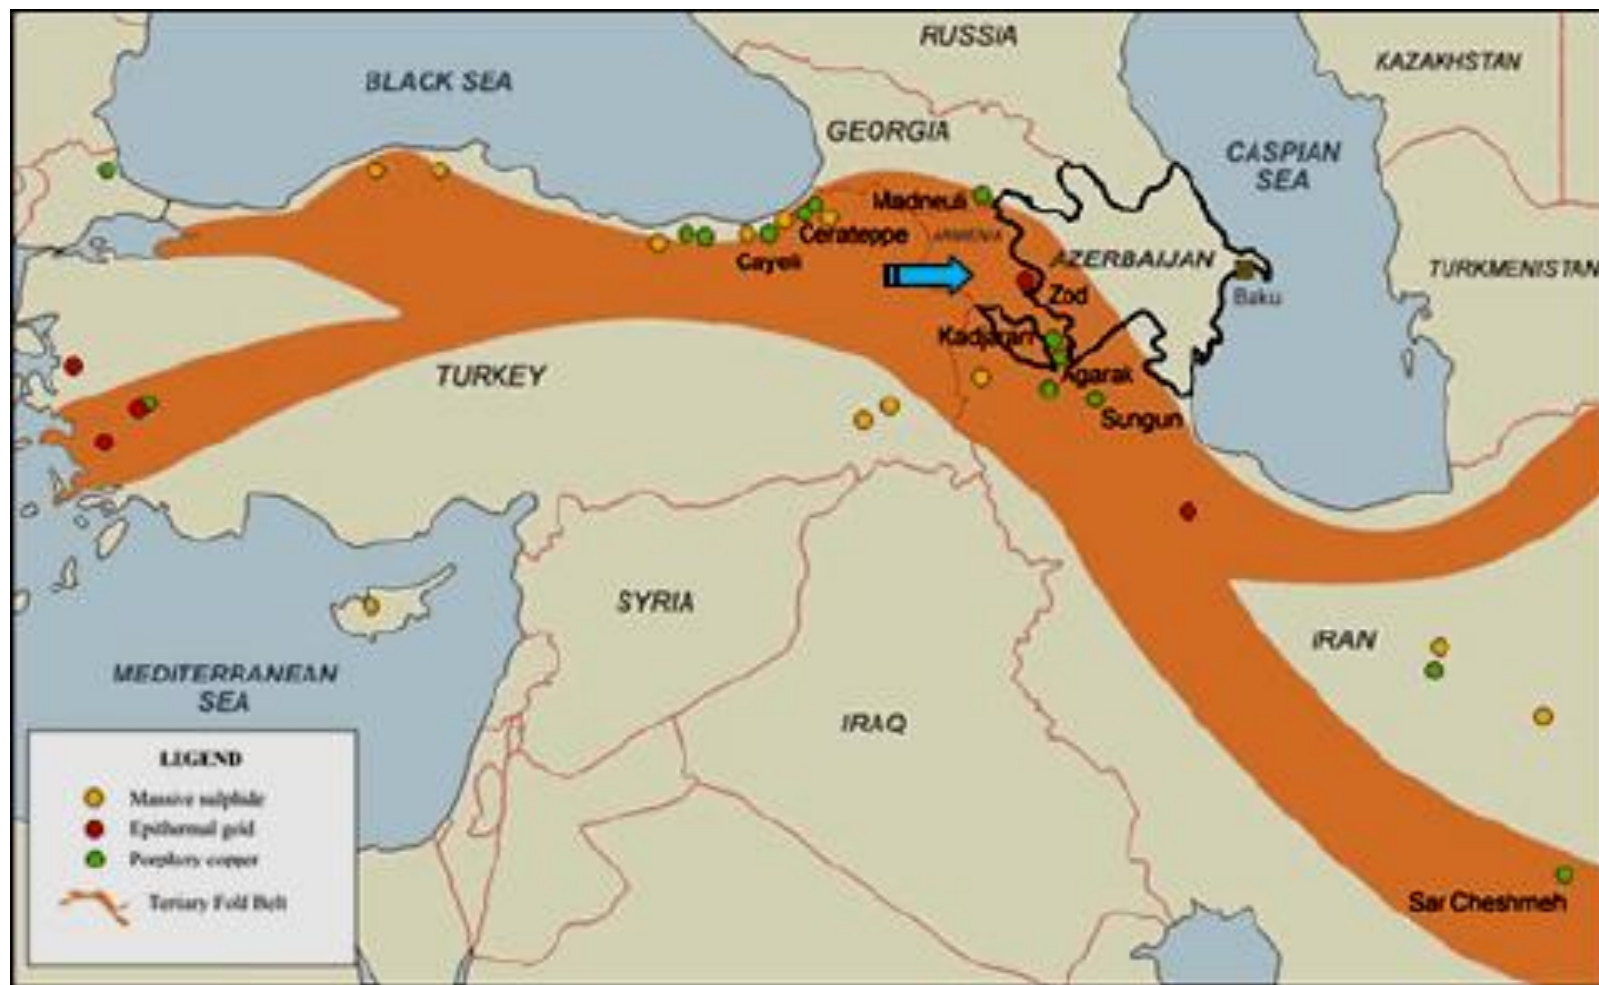 RUSSIA
BLACK SEA
KAZAKHSTAN
GEORGIA
CASPIAN
SEA
Madneuli
ARMENIA
Cerateppe
Cayeli
AZERBAIJAN
TURKMENISTAN
Zod
Baku
Kadjaran
TURKEY
Agarak
Sungun
SYRIA
IRAN
MEDITERRANEAN
SEA
IRAQ
LEGEND
Massive sulphide
Epithermal gold
Porphyry copper
Tertiary Fold Belt
Sar Cheshmeh